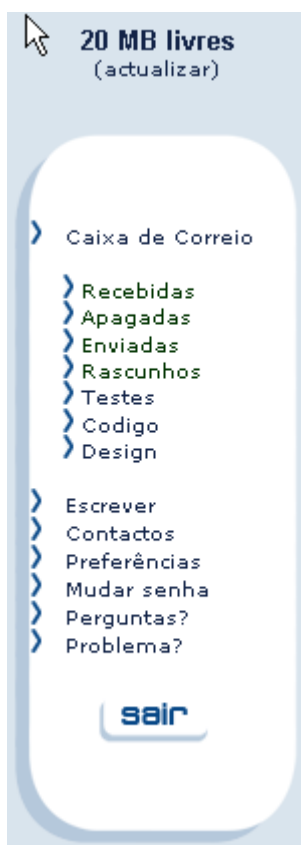 20 MB livres
(actualizar)
Caixa de Correio
Recebidas
Apagadas
Enviadas
Rascunhos
Testes
Codigo
Design
Escrever
Contactos
Preferências
Mudar senha
Perguntas?
Problema?
sair